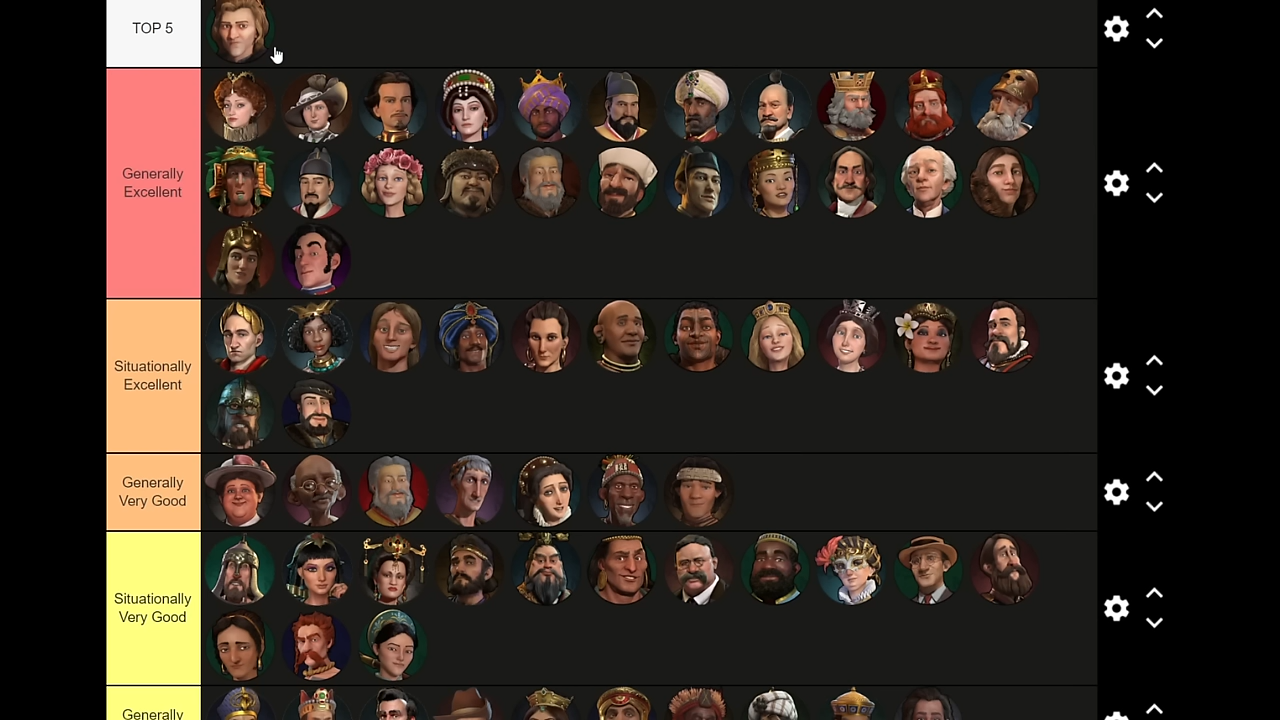 TOP 5
Generally
Excellent
Situationally
Excellent
Generally
Very Good
Situationally
Very Good
Generally